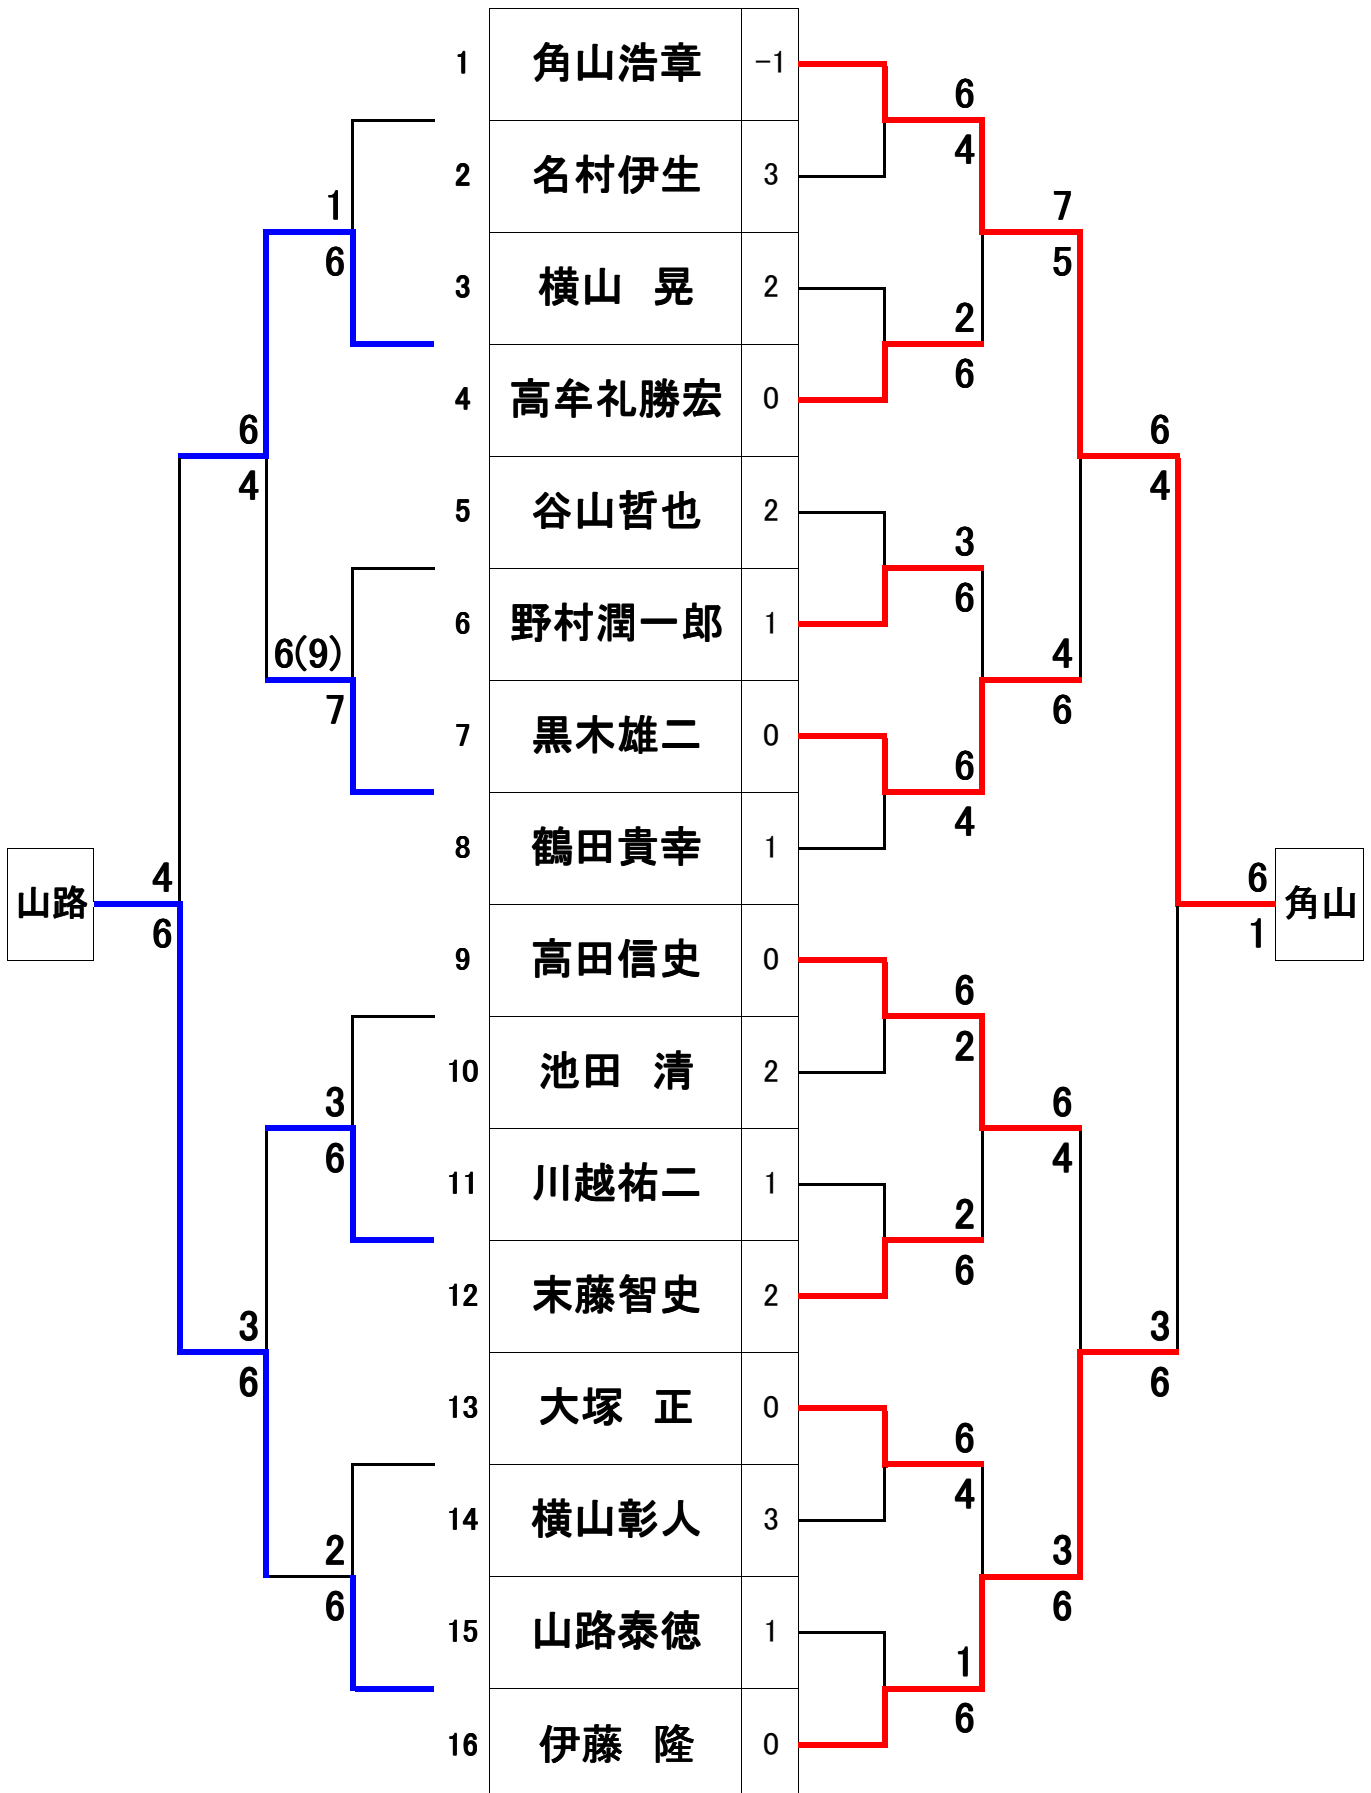 1 角山浩章 -1
6
4
2 名村伊生 3
1
7
6
5
3 横山　晃 2
2
6
4 高牟礼勝宏 0
6
6
4
4
5 谷山哲也 2
3
6
6 野村潤一郎 1
6(9)
4
7
6
7 黒木雄二 0
6
4
8 鶴田貴幸 1
4
6
山路
角山
6
1
9 高田信史 0
6
2
10 池田　清 2
3
6
6
4
11 川越祐二 1
2
6
12 末藤智史 2
3
3
6
6
13 大塚　正 0
6
4
14 横山彰人 3
2
3
6
6
15 山路泰徳 1
1
6
16 伊藤　隆 0